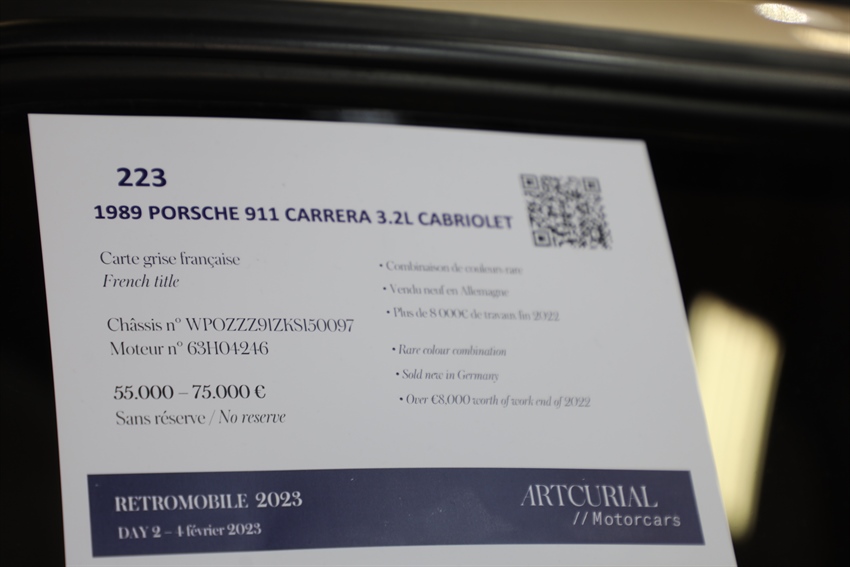 223
1989 PORSCHE 911 CARRERA 3.2L CABRIOLET
Carte grise française
French title
Châssis nº WPOZZZ91ZKS150097
Moteur nº 63H04246
55.000 – 75.000 €
Sans réserve / No reserve
• Combinaison de couleurs rare
• Vendu neuf en Allemagne
• Plus de 8 000€ de travaux fin 2022
• Rare colour combination
• Sold new in Germany
• Over €8,000 worth of work end of 2022
RETROMOBILE 2023
DAY 2 – 4 février 2023
ARTCURIAL
//Motorcars